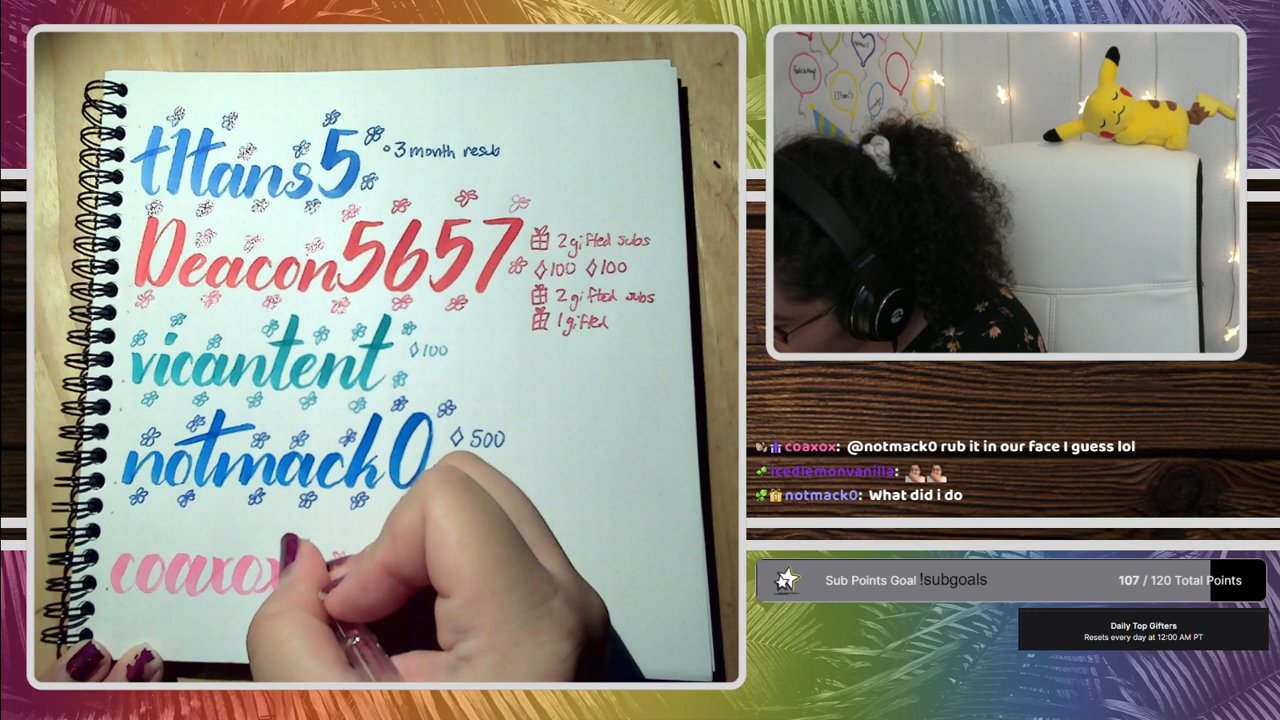 tItans5 3 month resub
Deacon5657
2 gifted subs
100 100
2 gifted subs
1 gifted
vicantent 100
notmack0 500
coaxox
coaxox: @notmack0 rub it in our face I guess lol
icedlemonvanilla:
notmack0: What did i do
Sub Points Goal !subgoals 107 / 120 Total Points
Daily Top Gifters
Resets every day at 12:00 AM PT